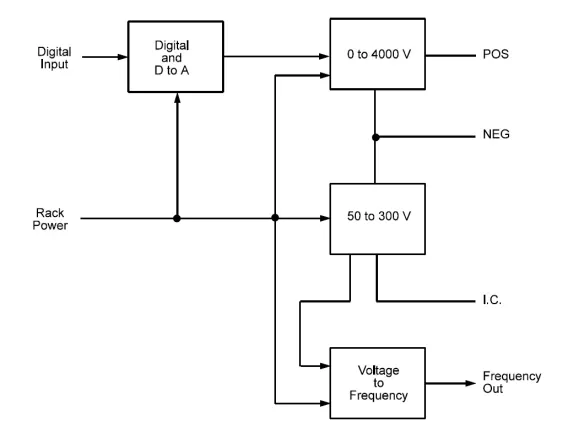 Digital
Input
Digital
and
D to A
0 to 4000 V
POS
NEG
Rack
Power
50 to 300 V
I.C.
Voltage
to
Frequency
Frequency
Out